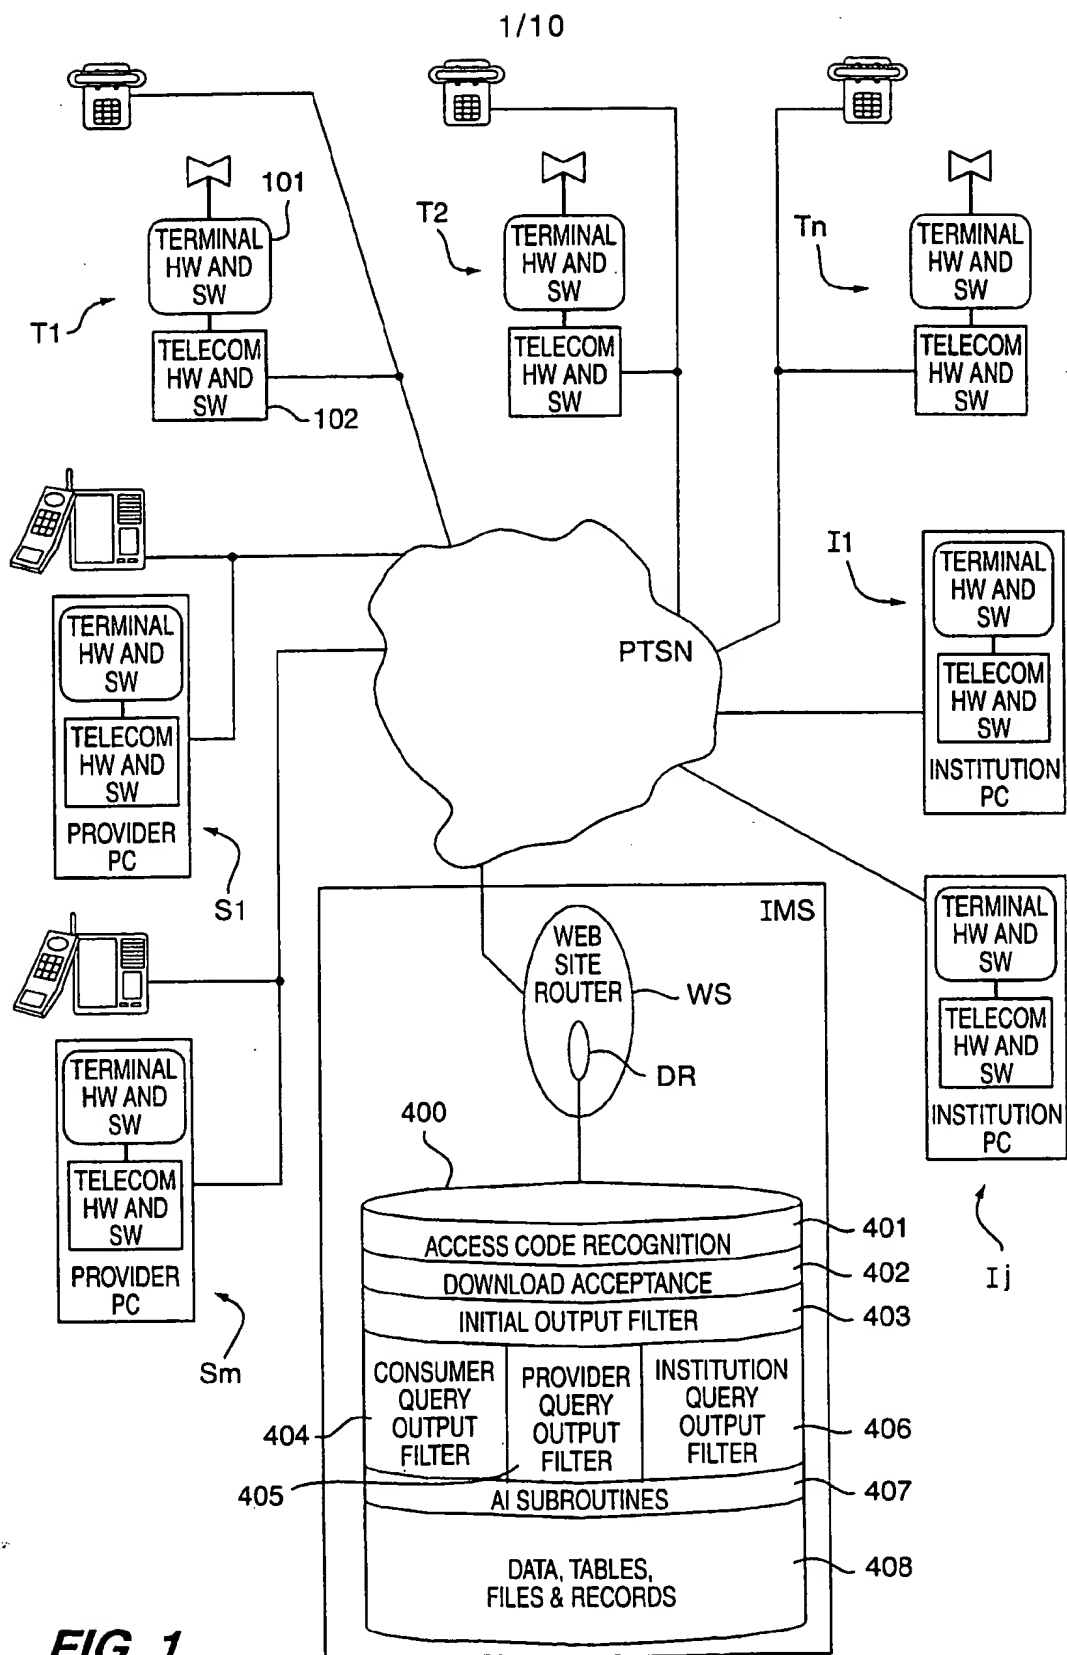 1/10
101
TERMINAL
HW AND
SW
T1
TELECOM
HW AND
SW
102
T2
TERMINAL
HW AND
SW
TELECOM
HW AND
SW
Tn
TERMINAL
HW AND
SW
TELECOM
HW AND
SW
TERMINAL
HW AND
SW
TELECOM
HW AND
SW
PROVIDER
PC
S1
PTSN
I1
TERMINAL
HW AND
SW
TELECOM
HW AND
SW
INSTITUTION
PC
TERMINAL
HW AND
SW
TELECOM
HW AND
SW
PROVIDER
PC
Sm
TERMINAL
HW AND
SW
TELECOM
HW AND
SW
INSTITUTION
PC
Ij
IMS
WEB
SITE
ROUTER
WS
DR
400
ACCESS CODE RECOGNITION
401
DOWNLOAD ACCEPTANCE
402
INITIAL OUTPUT FILTER
403
CONSUMER
QUERY
OUTPUT
FILTER
404
PROVIDER
QUERY
OUTPUT
FILTER
405
INSTITUTION
QUERY
OUTPUT
FILTER
406
AI SUBROUTINES
407
DATA, TABLES,
FILES & RECORDS
408
FIG. 1